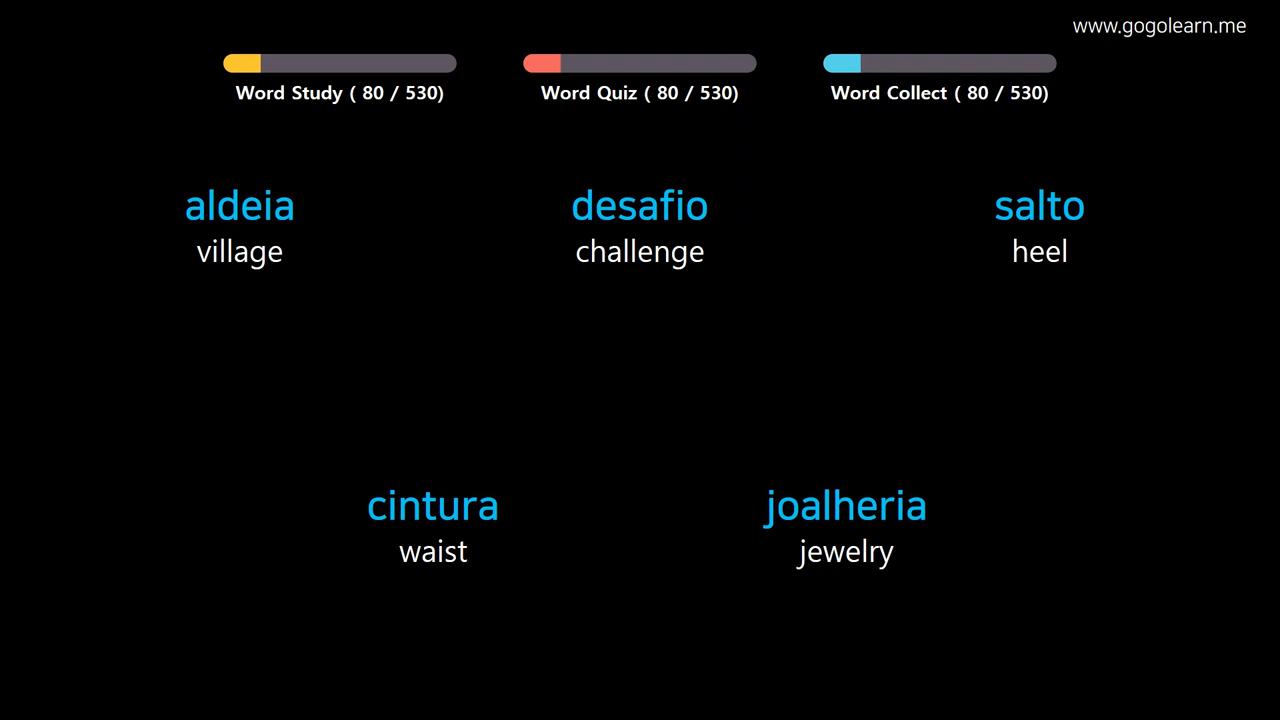 www.gogolearn.me
Word Study ( 80 / 530)
Word Quiz ( 80 / 530)
Word Collect ( 80 / 530)
aldeia
village
desafio
challenge
salto
heel
cintura
waist
joalheria
jewelry